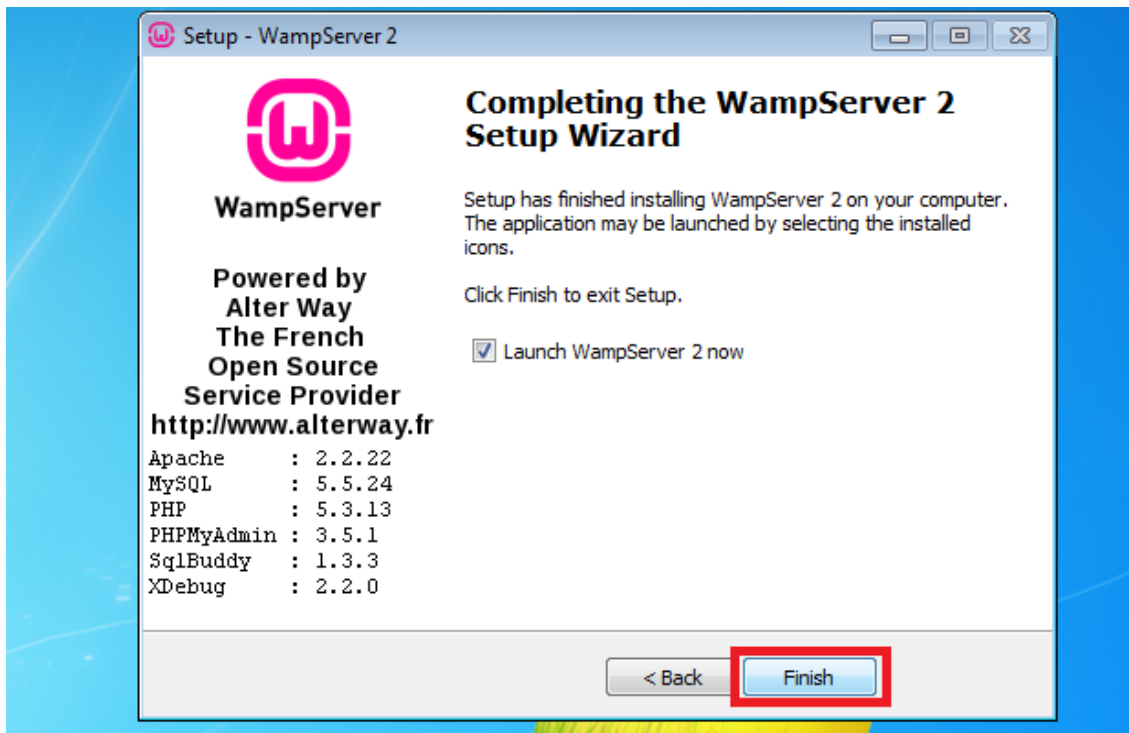 Setup - WampServer 2
WampServer
Powered by
Alter Way
The French
Open Source
Service Provider
http://www.alterway.fr
Apache : 2.2.22
MySQL : 5.5.24
PHP : 5.3.13
PHPMyAdmin : 3.5.1
SqlBuddy : 1.3.3
XDebug : 2.2.0
Completing the WampServer 2
Setup Wizard
Setup has finished installing WampServer 2 on your computer.
The application may be launched by selecting the installed
icons.
Click Finish to exit Setup.
Launch WampServer 2 now
< Back
Finish